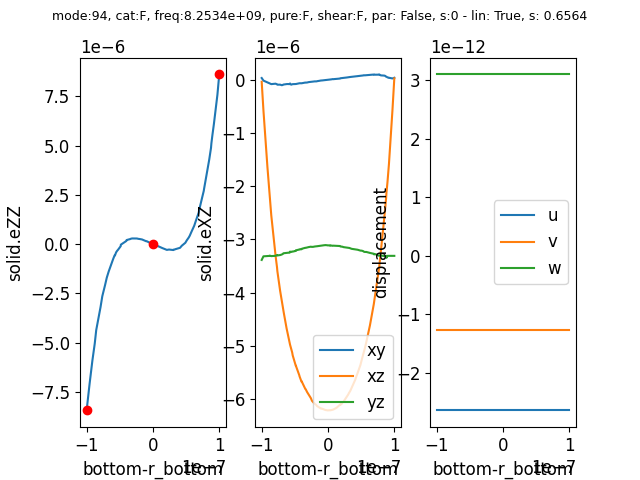 mode:94, cat:F, freq:8.2534e+09, pure:F, shear:F, par: False, s:0 - lin: True, s: 0.6564
1e−6
7.5
5.0
2.5
0.0
−2.5
−5.0
−7.5
solid.eZZ
−1 0 1
1e−7
bottom-r_bottom
1e−6
0
−1
−2
−3
−4
−5
−6
solid.eXZ
xy
xz
yz
−1 0 1
1e−7
bottom-r_bottom
1e−12
3
2
1
0
−1
−2
displacement
u
v
w
−1 0 1
1e−7
bottom-r_bottom